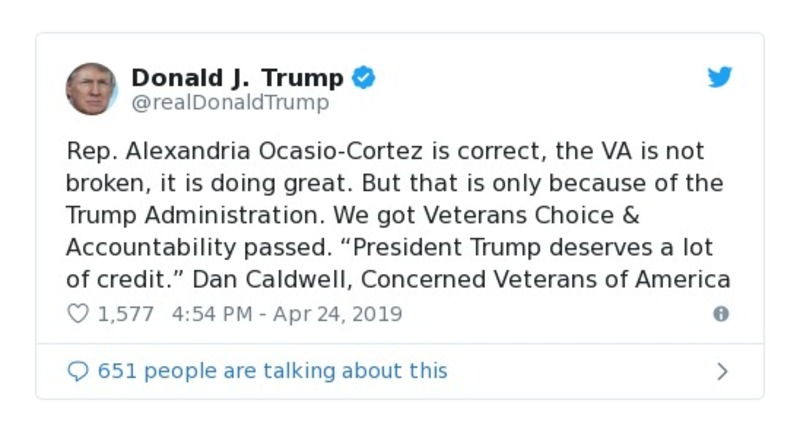 Donald J. Trump
@realDonaldTrump
Rep. Alexandria Ocasio-Cortez is correct, the VA is not
broken, it is doing great. But that is only because of the
Trump Administration. We got Veterans Choice &
Accountability passed. “President Trump deserves a lot
of credit.” Dan Caldwell, Concerned Veterans of America
1,577 4:54 PM - Apr 24, 2019
651 people are talking about this